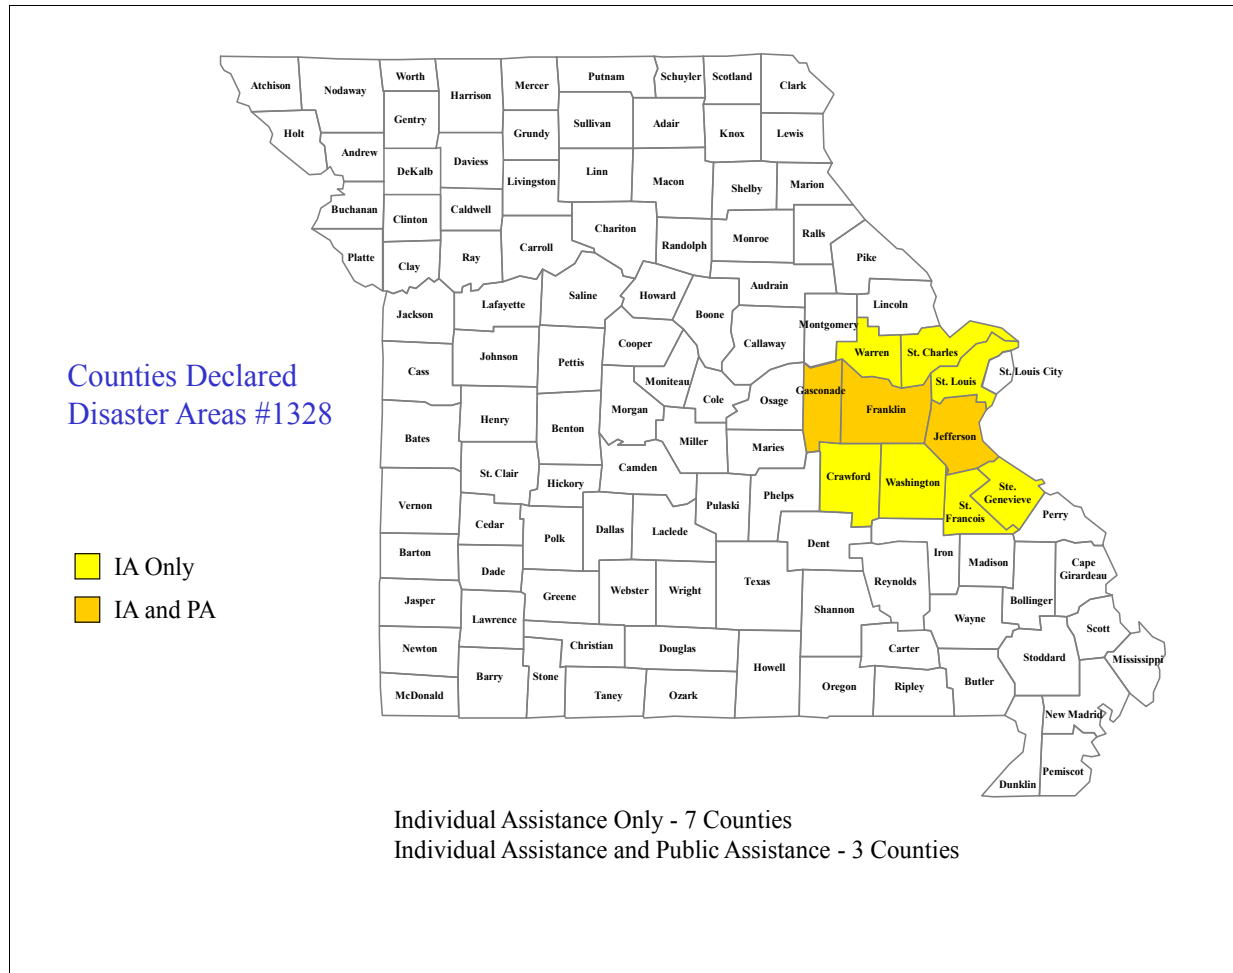 Atchison
Nodaway
Worth
Harrison
Mercer
Putnam
Schuyler
Scotland
Clark
Holt
Gentry
Grundy
Sullivan
Adair
Knox
Lewis
Andrew
DeKalb
Daviess
Livingston
Linn
Macon
Shelby
Marion
Buchanan
Clinton
Caldwell
Chariton
Randolph
Monroe
Ralls
Platte
Clay
Ray
Carroll
Pike
Audrain
Jackson
Lafayette
Saline
Howard
Boone
Lincoln
Montgomery
Callaway
Warren
St. Charles
Cass
Johnson
Pettis
Cooper
Moniteau
St. Louis
St. Louis City
Counties Declared
Disaster Areas #1328
Cole
Osage
Gasconade
Franklin
Jefferson
Bates
Henry
Benton
Morgan
Miller
Maries
St. Clair
Hickory
Camden
Pulaski
Phelps
Crawford
Washington
Ste.
Genevieve
St.
Francois
Perry
Vernon
Cedar
Polk
Dallas
Laclede
Dent
Iron
Madison
Cape
Girardeau
Barton
Dade
Greene
Webster
Wright
Texas
Reynolds
Bollinger
IA Only
IA and PA
Jasper
Lawrence
Shannon
Wayne
Scott
Newton
Christian
Douglas
Howell
Carter
Stoddard
Mississippi
McDonald
Barry
Stone
Taney
Ozark
Oregon
Ripley
Butler
New Madrid
Dunklin
Pemiscot
Individual Assistance Only - 7 Counties
Individual Assistance and Public Assistance - 3 Counties